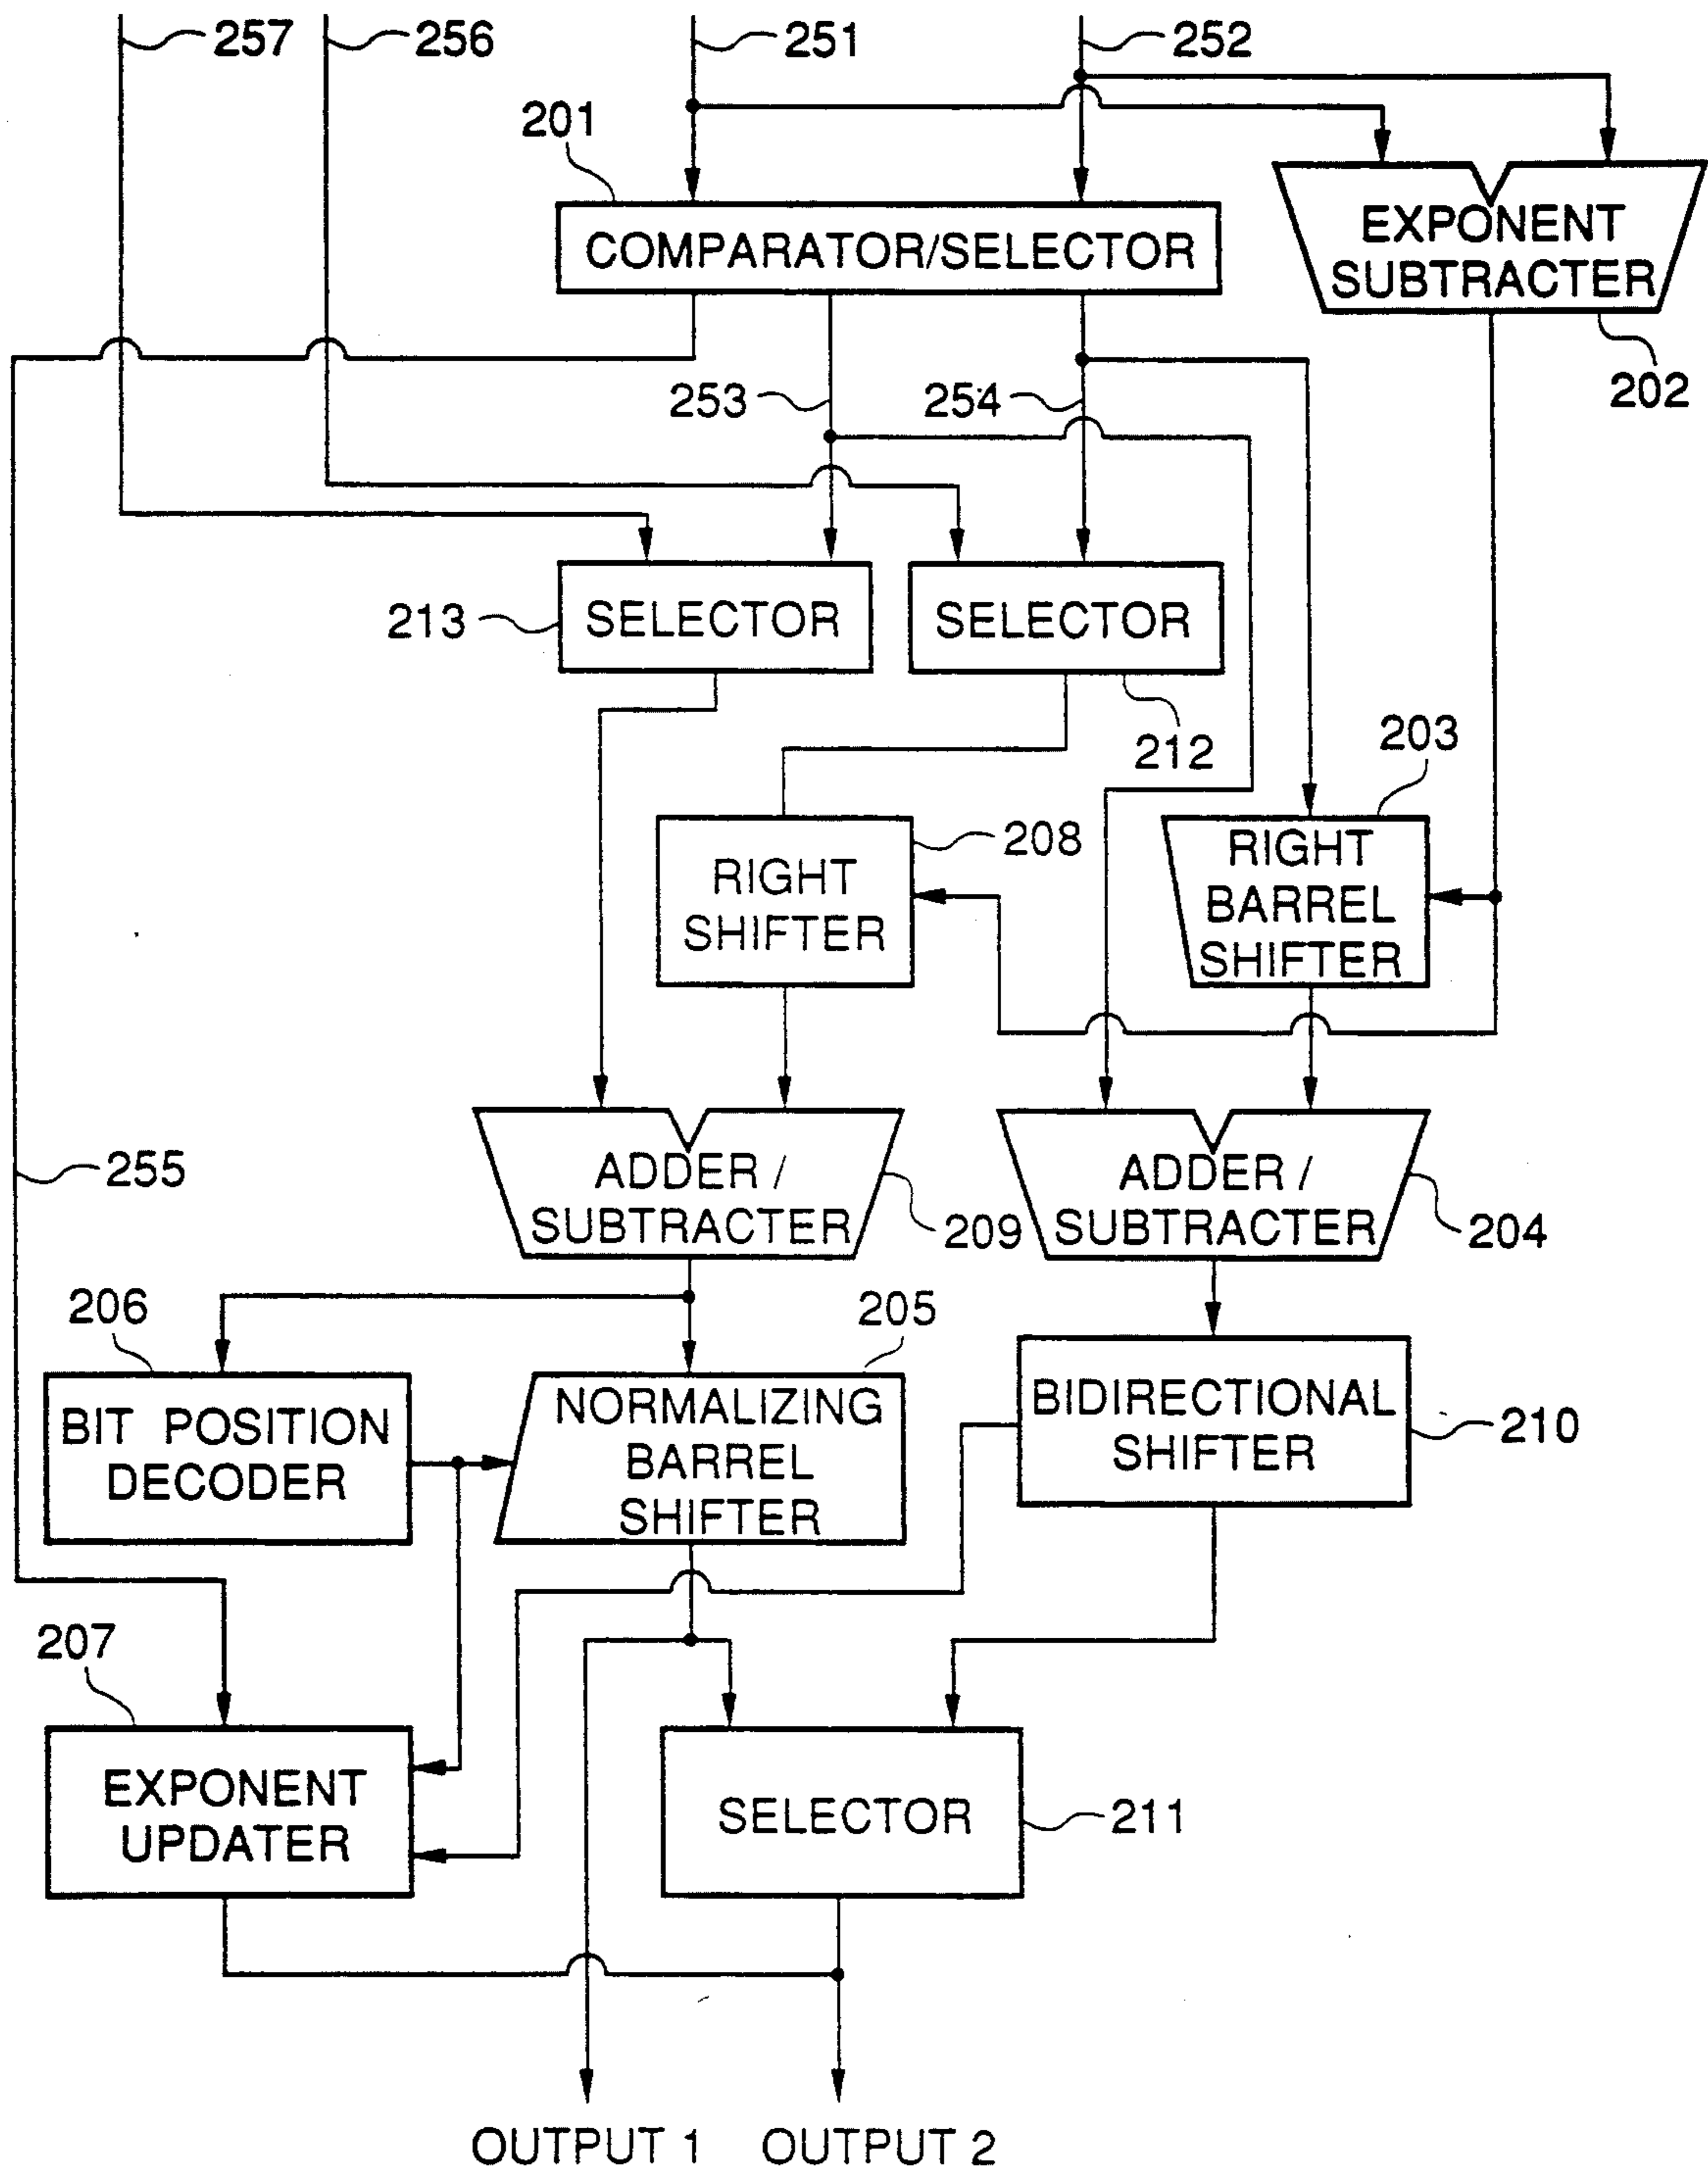 257
256
251
252
201
COMPARATOR/SELECTOR
EXPONENT
SUBTRACTER
202
253
254
213
SELECTOR
SELECTOR
212
203
208
RIGHT
SHIFTER
RIGHT
BARREL
SHIFTER
255
ADDER /
SUBTRACTER
209
ADDER /
SUBTRACTER
204
206
205
BIT POSITION
DECODER
NORMALIZING
BARREL
SHIFTER
BIDIRECTIONAL
SHIFTER
210
207
EXPONENT
UPDATER
SELECTOR
211
OUTPUT 1
OUTPUT 2